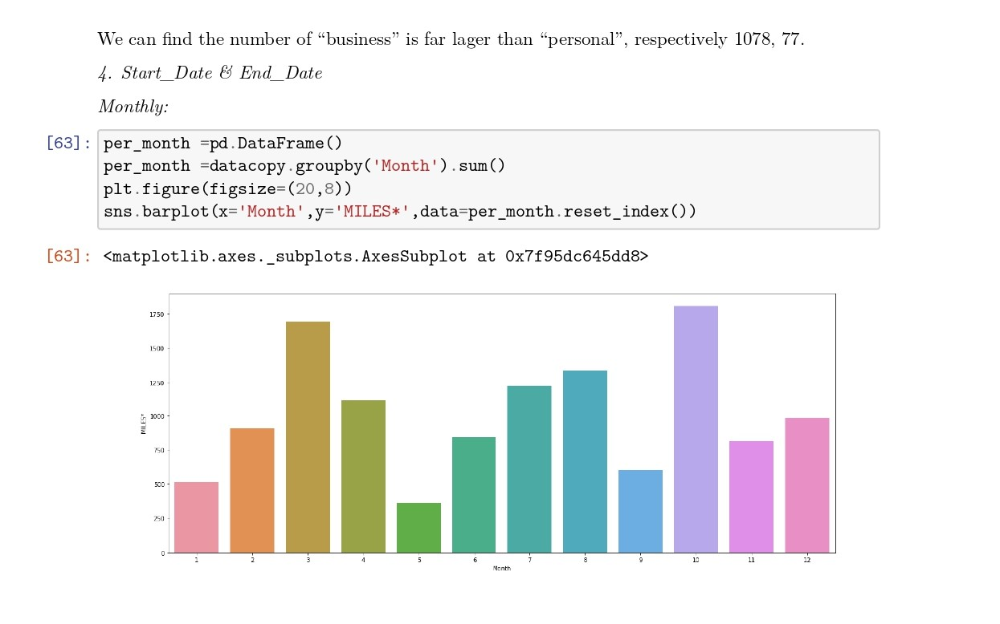 We can find the number of “business” is far lager than “personal”, respectively 1078, 77.
4. Start_Date & End_Date
Monthly:
[63]: per_month =pd.DataFrame()
per_month =datacopy.groupby('Month').sum()
plt.figure(figsize=(20,8))
sns.barplot(x='Month',y='MILES*',data=per_month.reset_index())
[63]: <matplotlib.axes._subplots.AxesSubplot at 0x7f95dc645dd8>
1750
1500
1250
1000
750
500
250
0
MILES*
1 2 3 4 5 6 7 8 9 10 11 12
Month